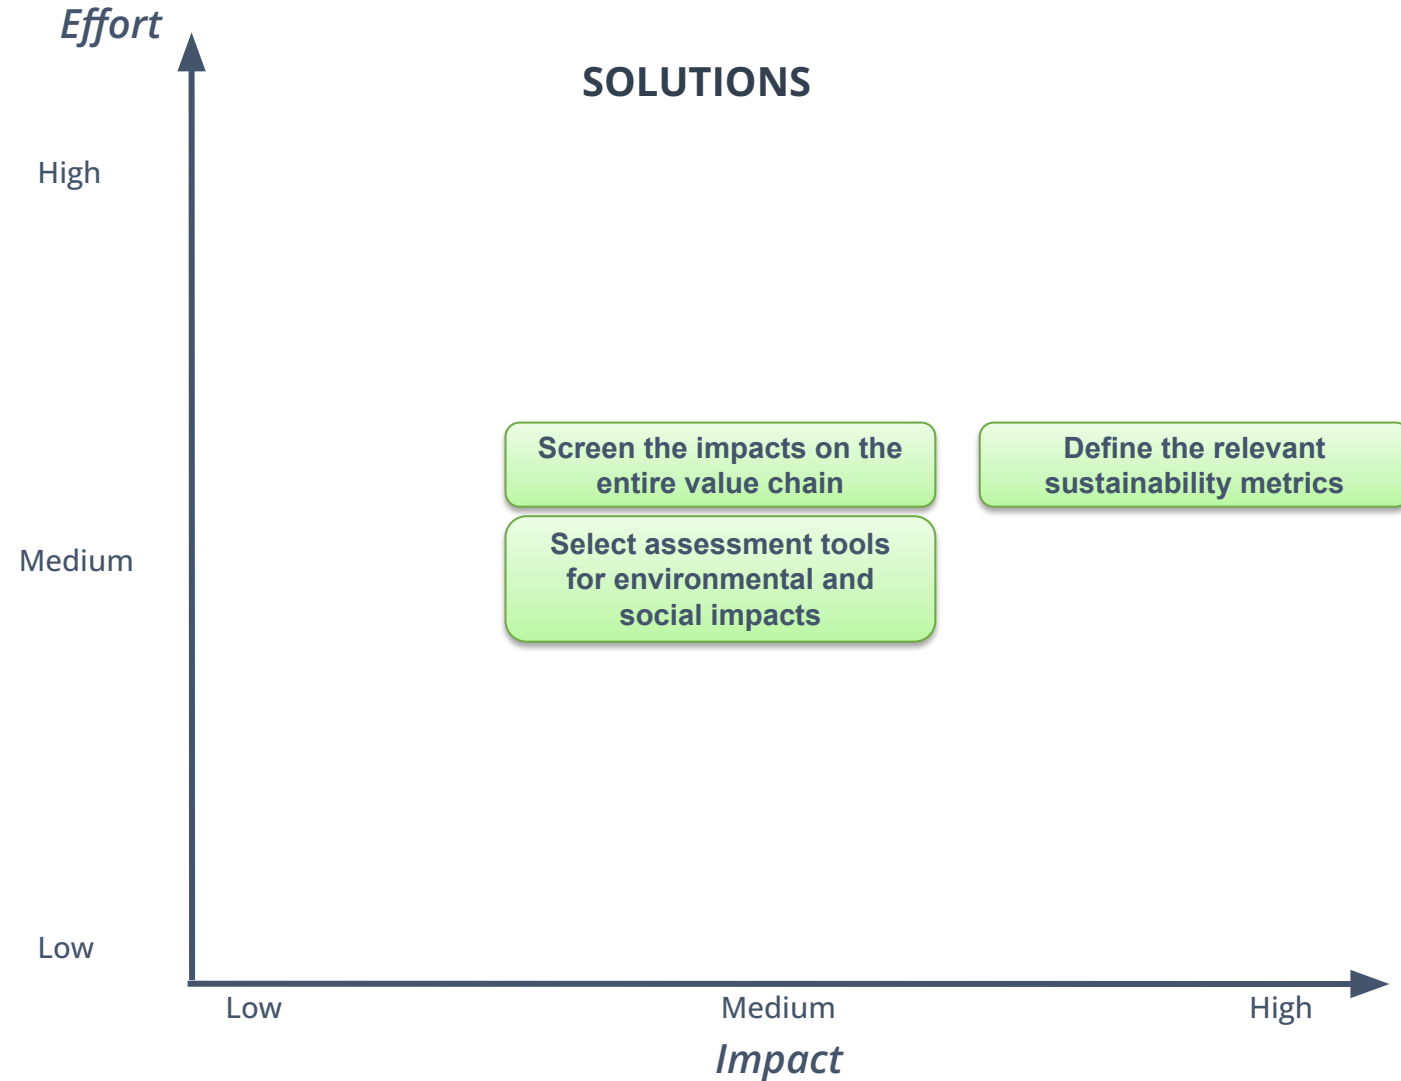 Effort
SOLUTIONS
High
Screen the impacts on the
entire value chain
Define the relevant
sustainability metrics
Select assessment tools
for environmental and
social impacts
Medium
Low
Low
Medium
High
Impact